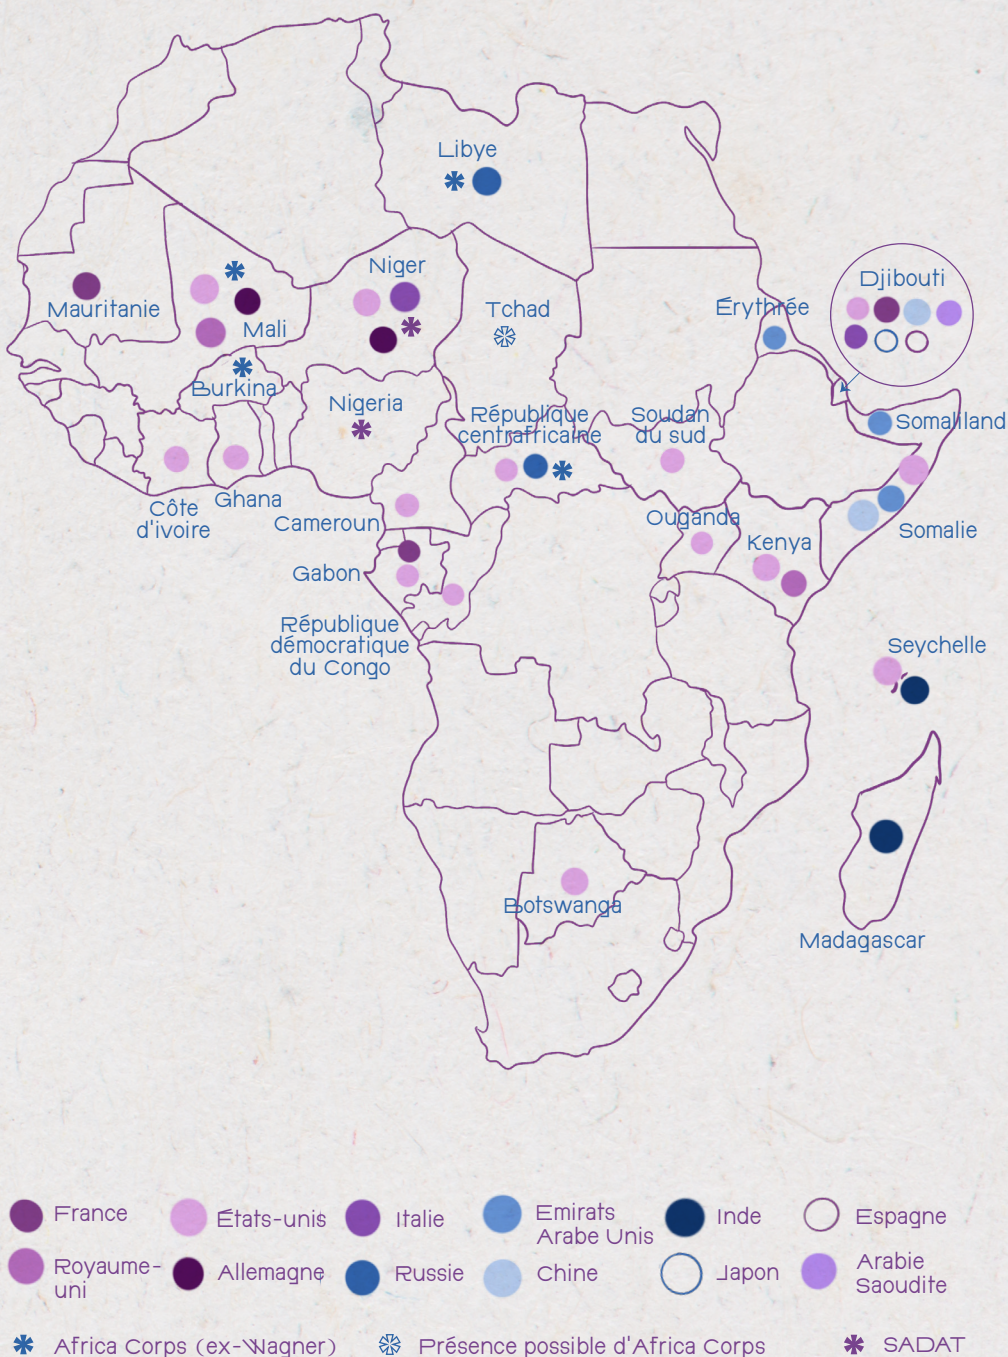 Libye
Niger
Djibouti
Mauritanie
Mali
Tchad
Érythrée
Burkina
Nigeria
République
centrafricaine
Soudan
du sud
Somaliland
Côte
d'ivoire
Ghana
Cameroun
Ouganda
Kenya
Somalie
Gabon
République
démocratique
du Congo
Seychelle
Botswanga
Madagascar
France
États-unis
Italie
Emirats
Arabe Unis
Inde
Espagne
Royaume-
uni
Allemagne
Russie
Chine
Japon
Arabie
Saoudite
Africa Corps (ex-Wagner)
Présence possible d'Africa Corps
SADAT